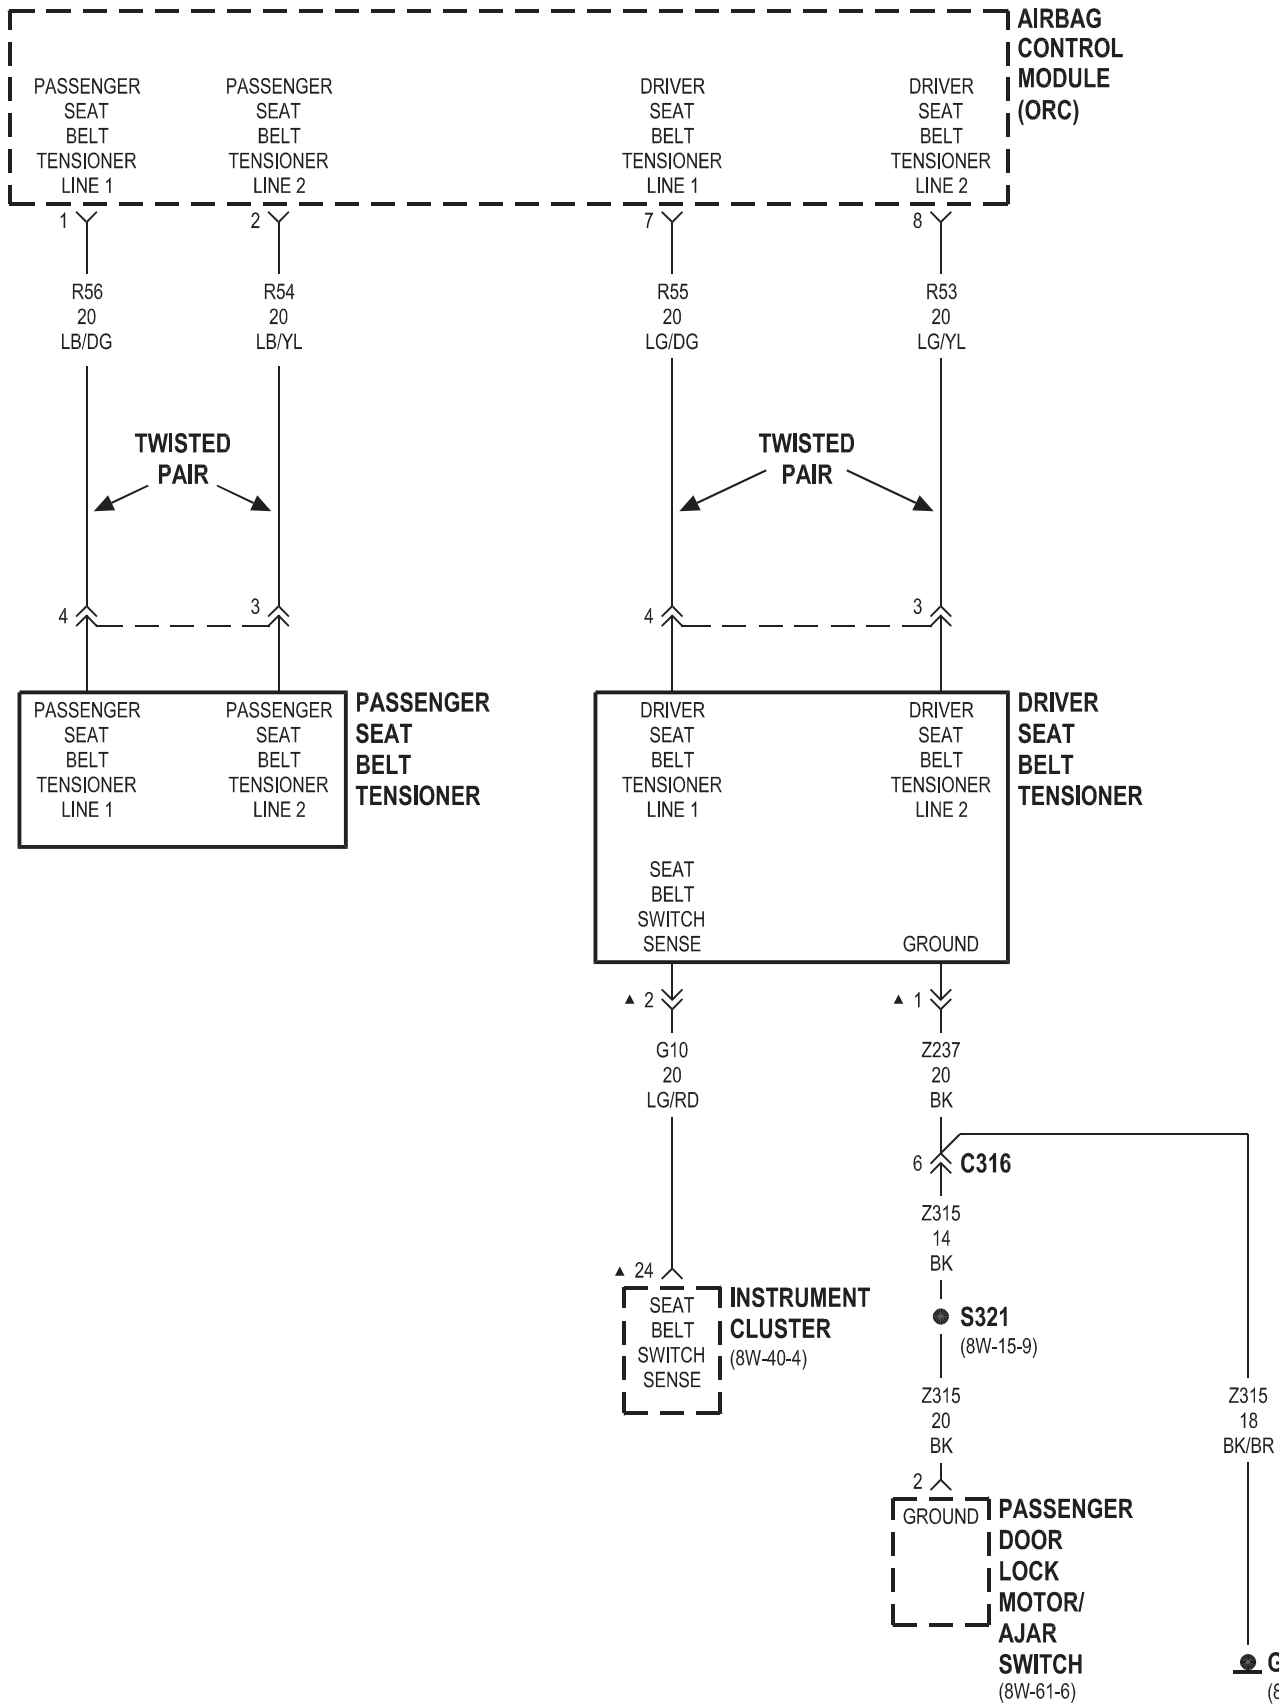 AIRBAG
CONTROL
MODULE
(ORC)
PASSENGER
SEAT
BELT
TENSIONER
LINE 1
PASSENGER
SEAT
BELT
TENSIONER
LINE 2
DRIVER
SEAT
BELT
TENSIONER
LINE 1
DRIVER
SEAT
BELT
TENSIONER
LINE 2
1
2
7
8
R56
20
LB/DG
R54
20
LB/YL
R55
20
LG/DG
R53
20
LG/YL
TWISTED
PAIR
TWISTED
PAIR
4
3
4
3
PASSENGER
SEAT
BELT
TENSIONER
LINE 1
PASSENGER
SEAT
BELT
TENSIONER
LINE 2
PASSENGER
SEAT
BELT
TENSIONER
DRIVER
SEAT
BELT
TENSIONER
LINE 1
DRIVER
SEAT
BELT
TENSIONER
LINE 2
DRIVER
SEAT
BELT
TENSIONER
SEAT
BELT
SWITCH
SENSE
GROUND
▲ 2
▲ 1
G10
20
LG/RD
Z237
20
BK
6
C316
Z315
14
BK
▲ 24
SEAT
BELT
SWITCH
SENSE
INSTRUMENT
CLUSTER
(8W-40-4)
S321
(8W-15-9)
Z315
20
BK
Z315
18
BK/BR
2
GROUND
PASSENGER
DOOR
LOCK
MOTOR/
AJAR
SWITCH
(8W-61-6)